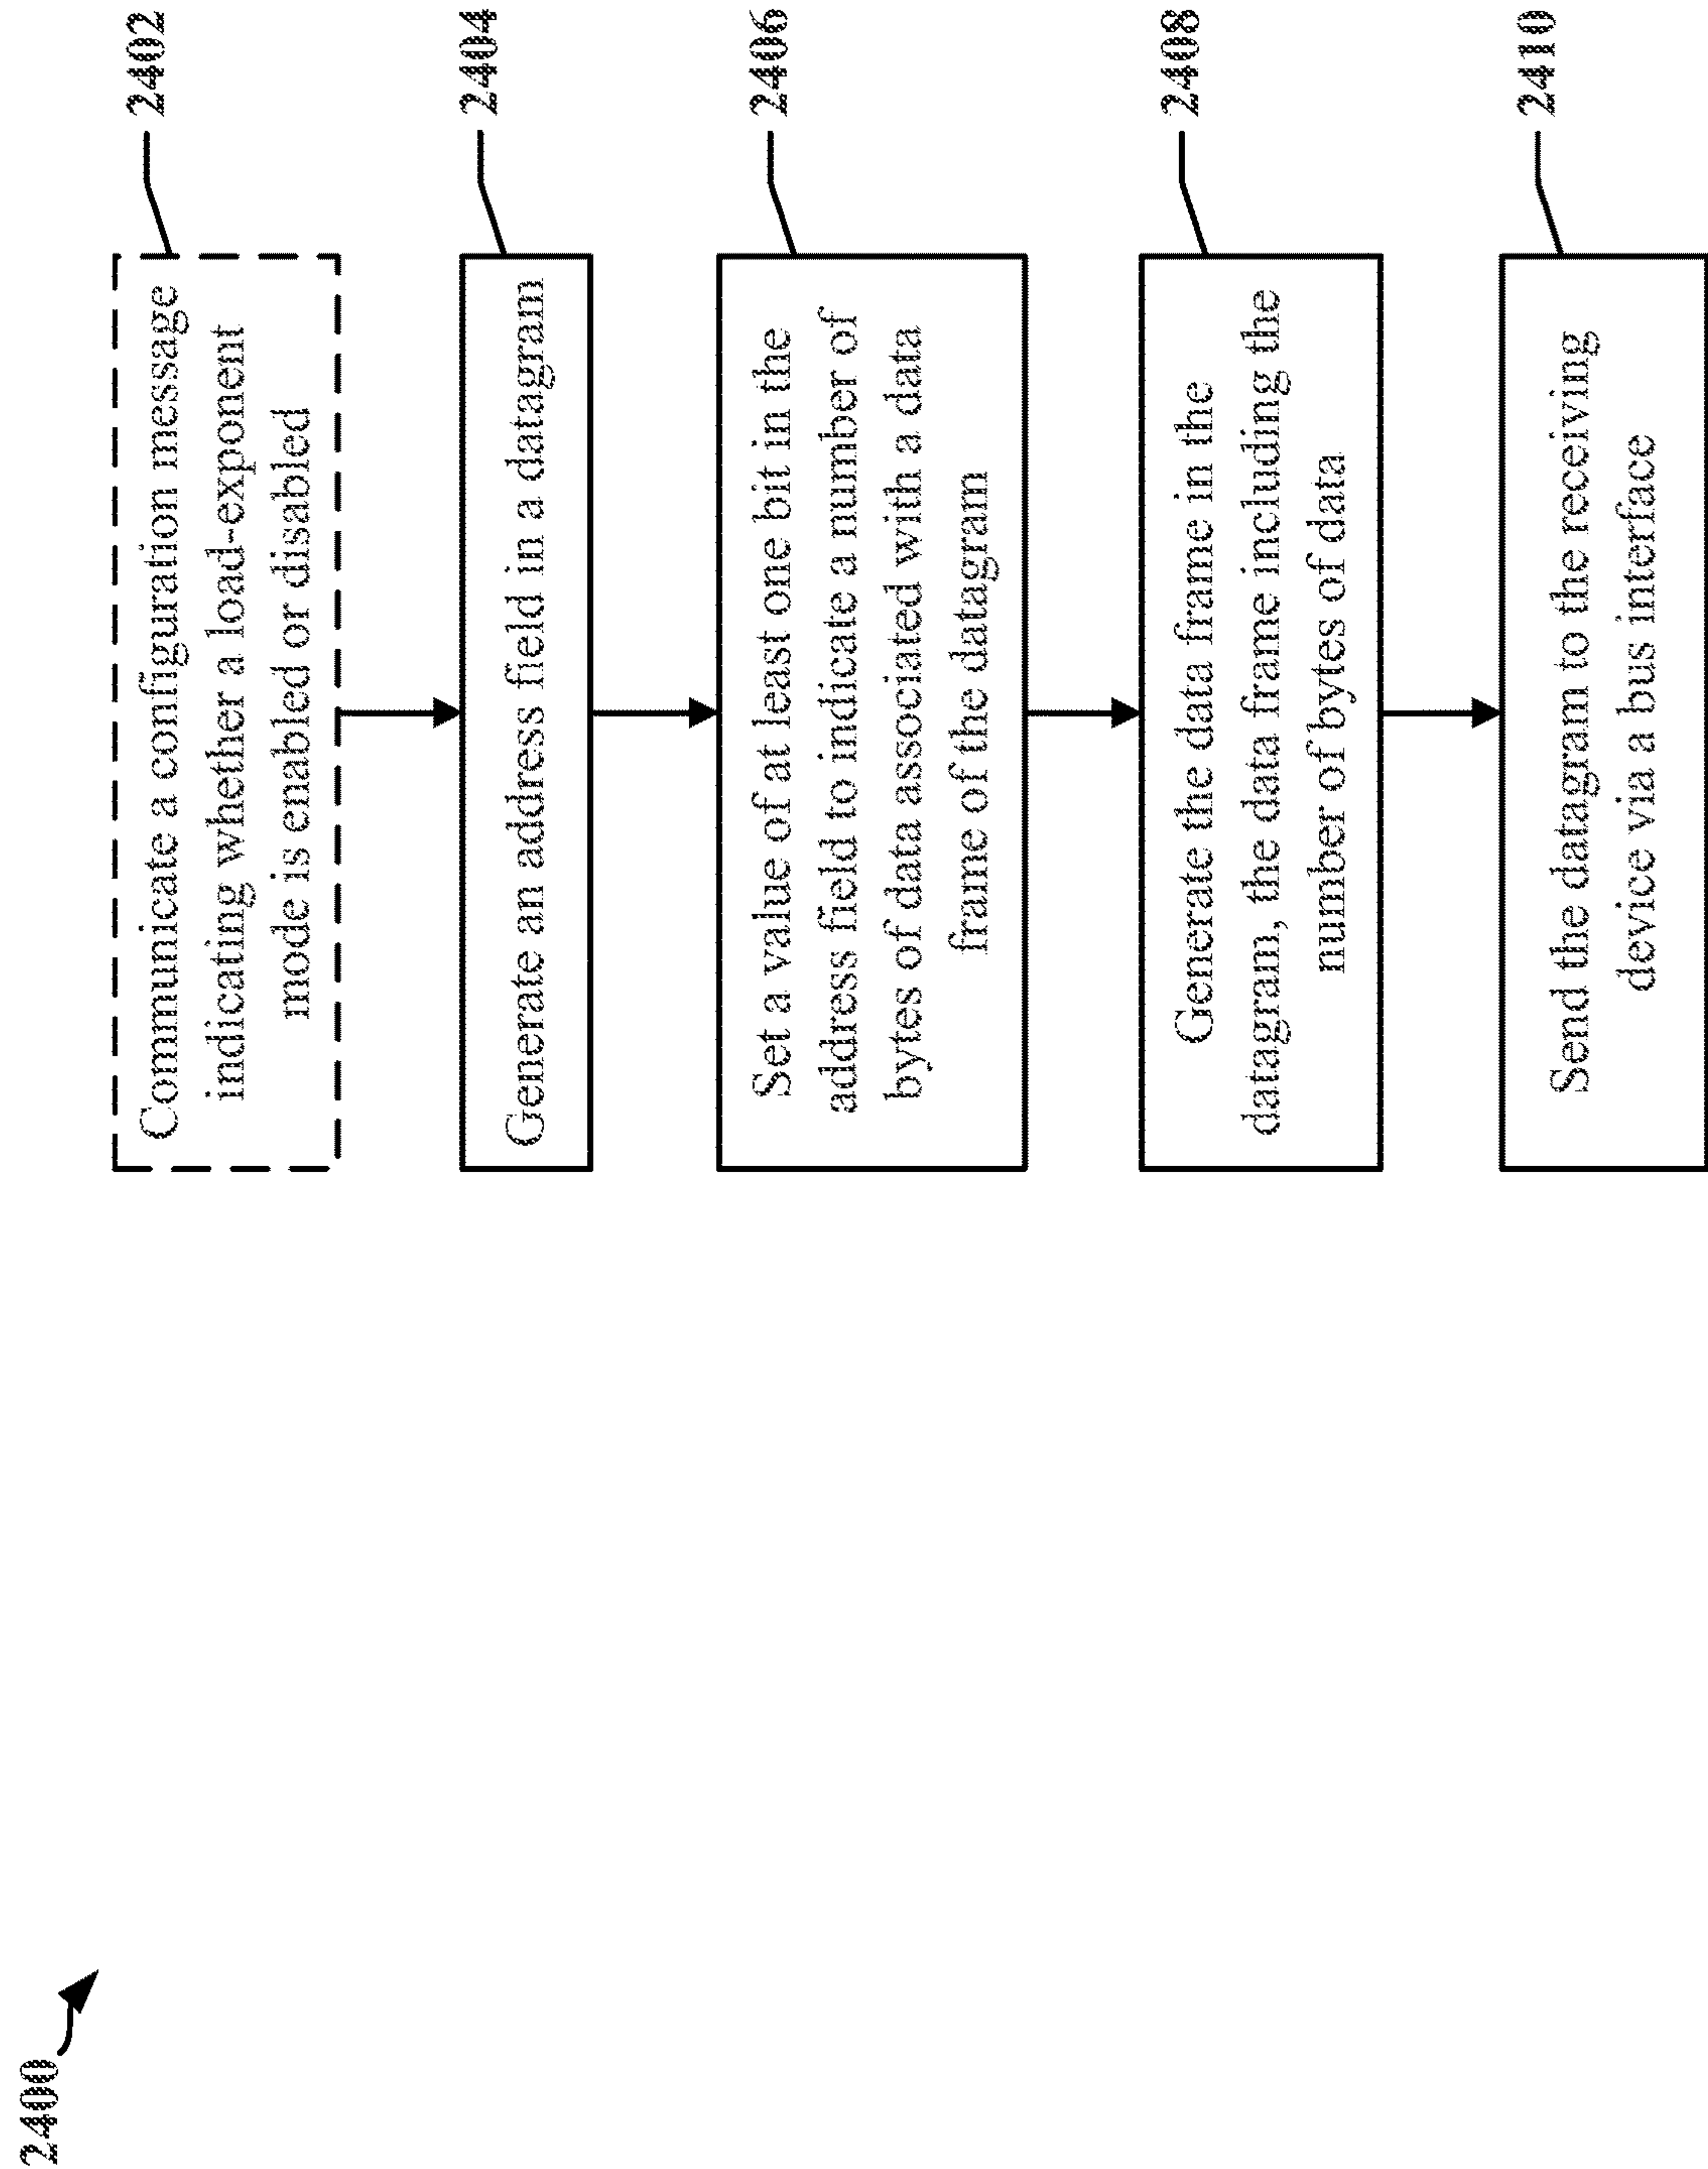 2400
Communicate a configuration message
indicating whether a load-exponent
mode is enabled or disabled
2402
Generate an address field in a datagram
2404
Set a value of at least one bit in the
address field to indicate a number of
bytes of data associated with a data
frame of the datagram
2406
Generate the data frame in the
datagram, the data frame including the
number of bytes of data
2408
Send the datagram to the receiving
device via a bus interface
2410